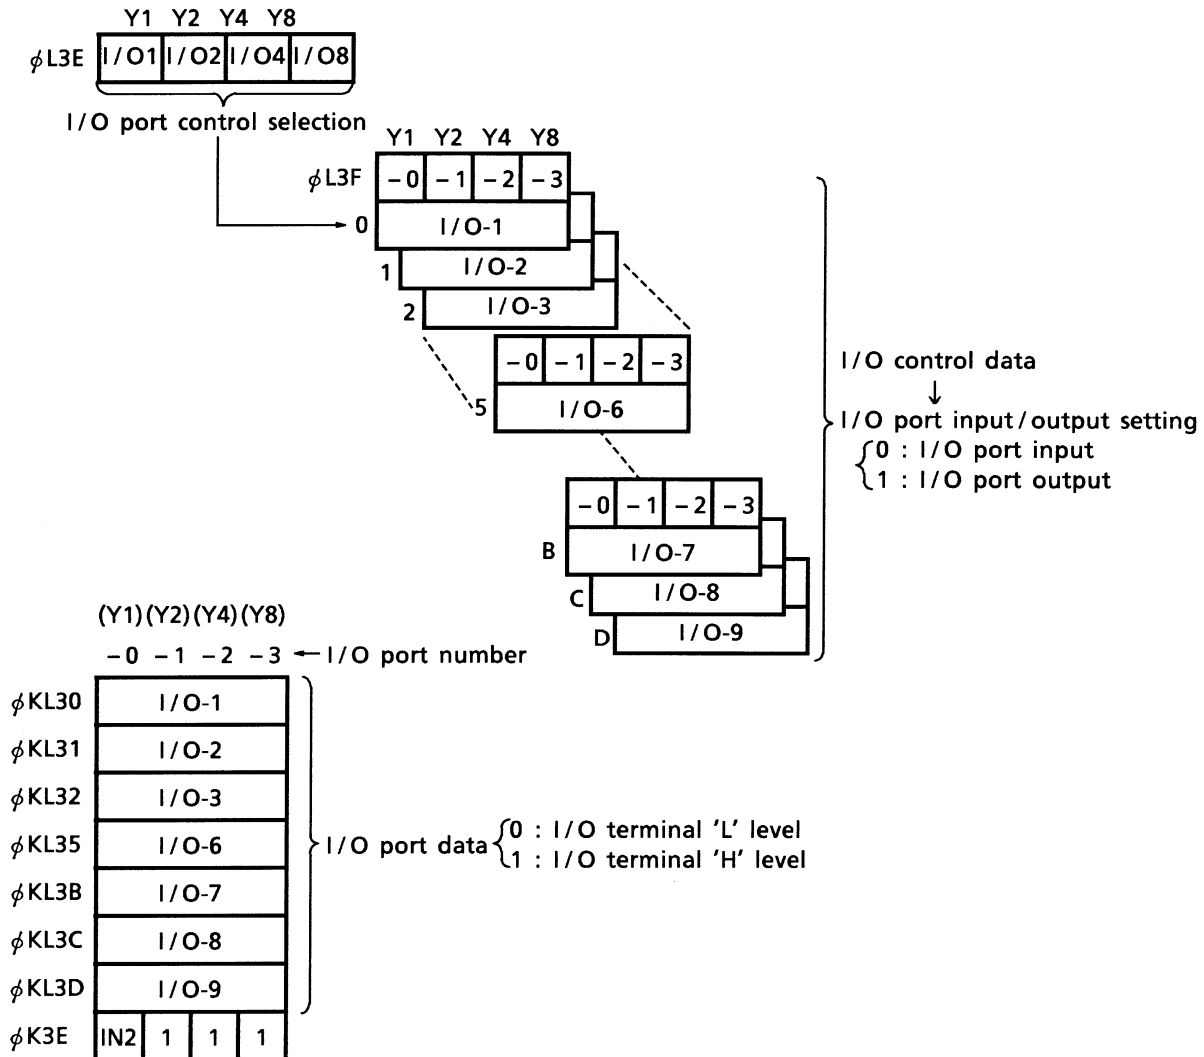 Y1 Y2 Y4 Y8
ϕL3E I/O1 I/O2 I/O4 I/O8
I/O port control selection
Y1 Y2 Y4 Y8
ϕL3F -0 -1 -2 -3
0 I/O-1
1 I/O-2
2 I/O-3
-0 -1 -2 -3
5 I/O-6
I/O control data
↓
I/O port input/output setting
0 : I/O port input
1 : I/O port output
-0 -1 -2 -3
B I/O-7
C I/O-8
D I/O-9
(Y1) (Y2) (Y4) (Y8)
-0 -1 -2 -3 ← I/O port number
ϕKL30 I/O-1
ϕKL31 I/O-2
ϕKL32 I/O-3
ϕKL35 I/O-6
ϕKL3B I/O-7
ϕKL3C I/O-8
ϕKL3D I/O-9
I/O port data
0 : I/O terminal 'L' level
1 : I/O terminal 'H' level
ϕK3E IN2 1 1 1